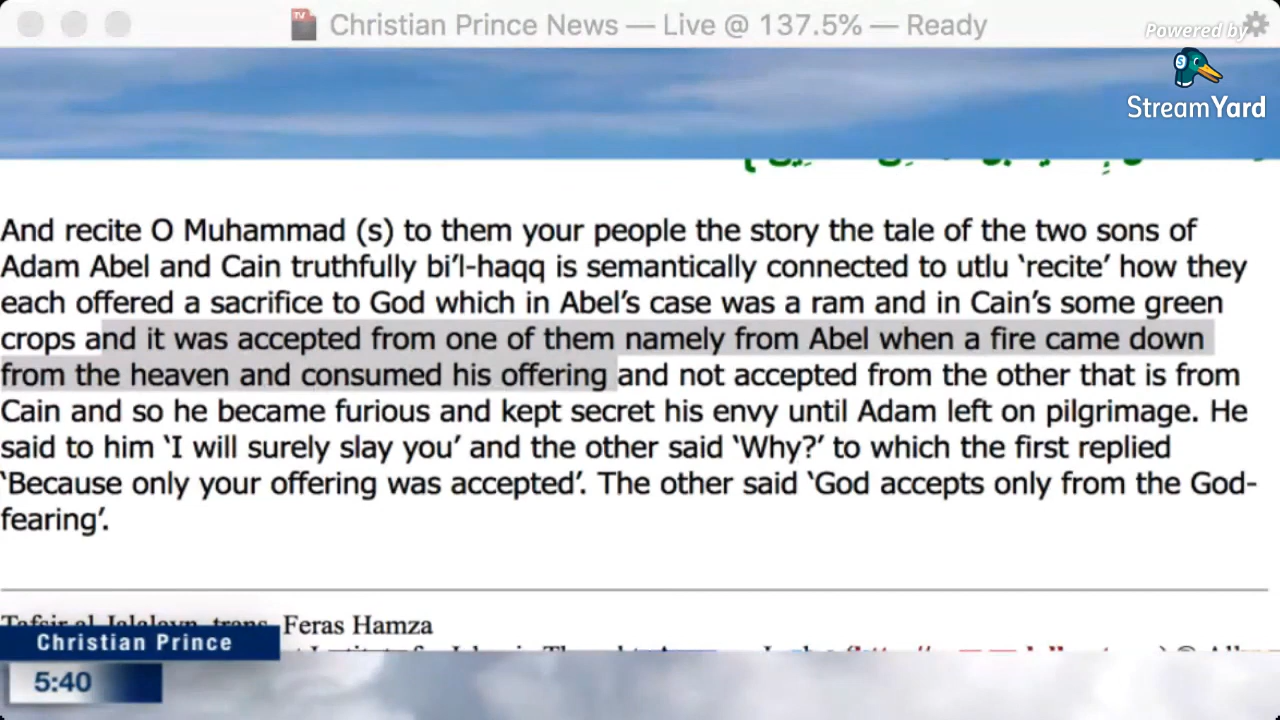 Christian Prince News — Live @ 137.5% — Ready
Powered by
StreamYard
And recite O Muhammad (s) to them your people the story the tale of the two sons of
Adam Abel and Cain truthfully bi’l-haqq is semantically connected to utlu ‘recite’ how they
each offered a sacrifice to God which in Abel’s case was a ram and in Cain’s some green
crops and it was accepted from one of them namely from Abel when a fire came down
from the heaven and consumed his offering and not accepted from the other that is from
Cain and so he became furious and kept secret his envy until Adam left on pilgrimage. He
said to him ‘I will surely slay you’ and the other said ‘Why?’ to which the first replied
‘Because only your offering was accepted’. The other said ‘God accepts only from the God-
fearing’.
Tafsir al-Jalalayn, trans. Feras Hamza
Christian Prince
5:40